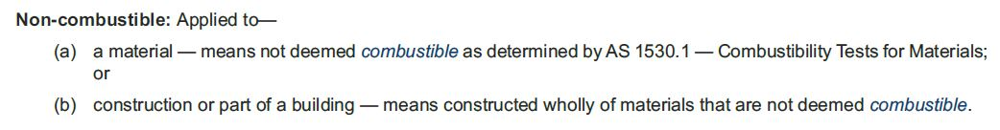 Non-combustible: Applied to—
(a) a material — means not deemed combustible as determined by AS 1530.1 — Combustibility Tests for Materials;
or
(b) construction or part of a building — means constructed wholly of materials that are not deemed combustible.